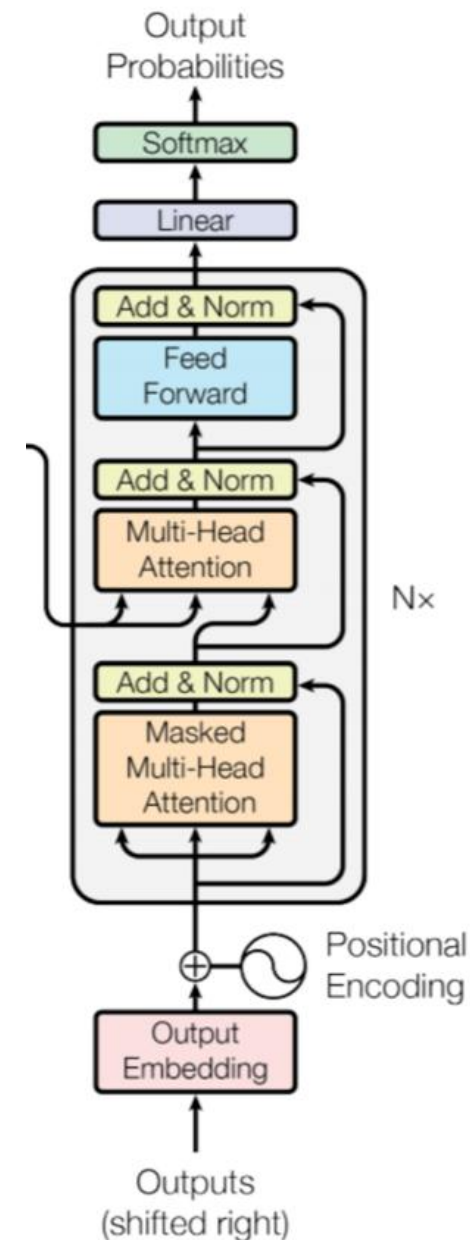 Output
Probabilities
Softmax
Linear
Add & Norm
Feed
Forward
Add & Norm
Multi-Head
Attention
N×
Add & Norm
Masked
Multi-Head
Attention
Positional
Encoding
Output
Embedding
Outputs
(shifted right)